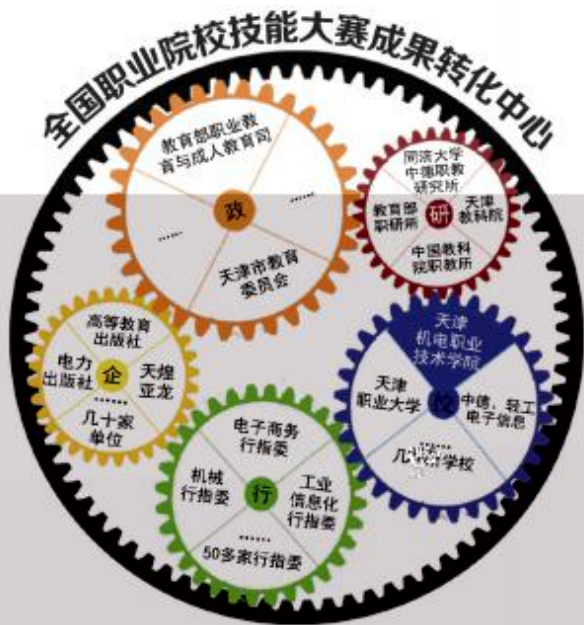 全国职业院校技能大赛成果转化中心
教育部职业教
育与成人教育司
政
……
……
天津市教育
委员会
同济大学
中德职教
研究所
教育部
职研所
研
天津
教科院
中国教科
院职教所
高等教育
出版社
电力
出版社
企
天煌
亚龙
……
几十家
单位
天津
机电职业
技术学院
天津
职业大学
校
中德、轻工
电子信息
……
学校
电子商务
行指委
机械
行指委
行
工业
信息化
行指委
……
50多家行指委